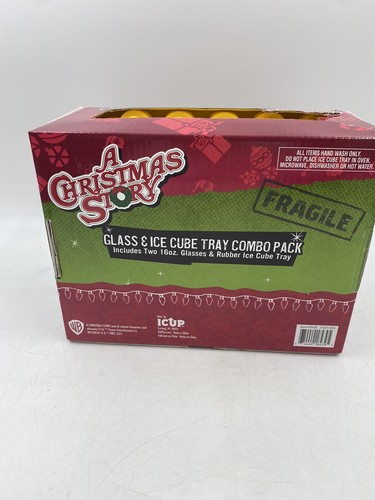 A
CHRISTMAS
STORY
ALL ITEMS HAND WASH ONLY.
DO NOT PLACE ICE CUBE TRAY IN OVEN,
MICROWAVE, DISHWASHER OR HOT WATER.
FRAGILE
GLASS & ICE CUBE TRAY COMBO PACK
Includes Two 16oz. Glasses & Rubber Ice Cube Tray
WB
ICUP